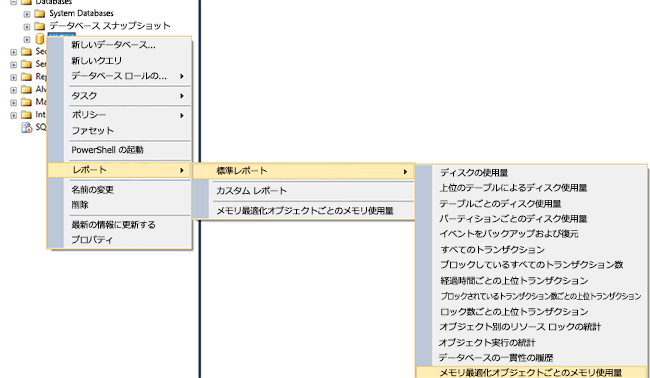 Databases
System Databases
データベース スナップショット
Sec
Ser
Rep
Alv
Ma
Int
SQ
新しいデータベース...
新しいクエリ
データベース ロールの...
タスク
ポリシー
ファセット
PowerShell の起動
レポート
名前の変更
削除
最新の情報に更新する
プロパティ
標準レポート
カスタム レポート
メモリ最適化オブジェクトごとのメモリ使用量
ディスクの使用量
上位のテーブルによるディスク使用量
テーブルごとのディスク使用量
パーティションごとのディスク使用量
イベントをバックアップおよび復元
すべてのトランザクション
ブロックしているすべてのトランザクション数
経過時間ごとの上位トランザクション
ブロックされているトランザクション数ごとの上位トランザクション
ロック数ごとの上位トランザクション
オブジェクト別のリソース ロックの統計
オブジェクト実行の統計
データベースの一貫性の履歴
メモリ最適化オブジェクトごとのメモリ使用量